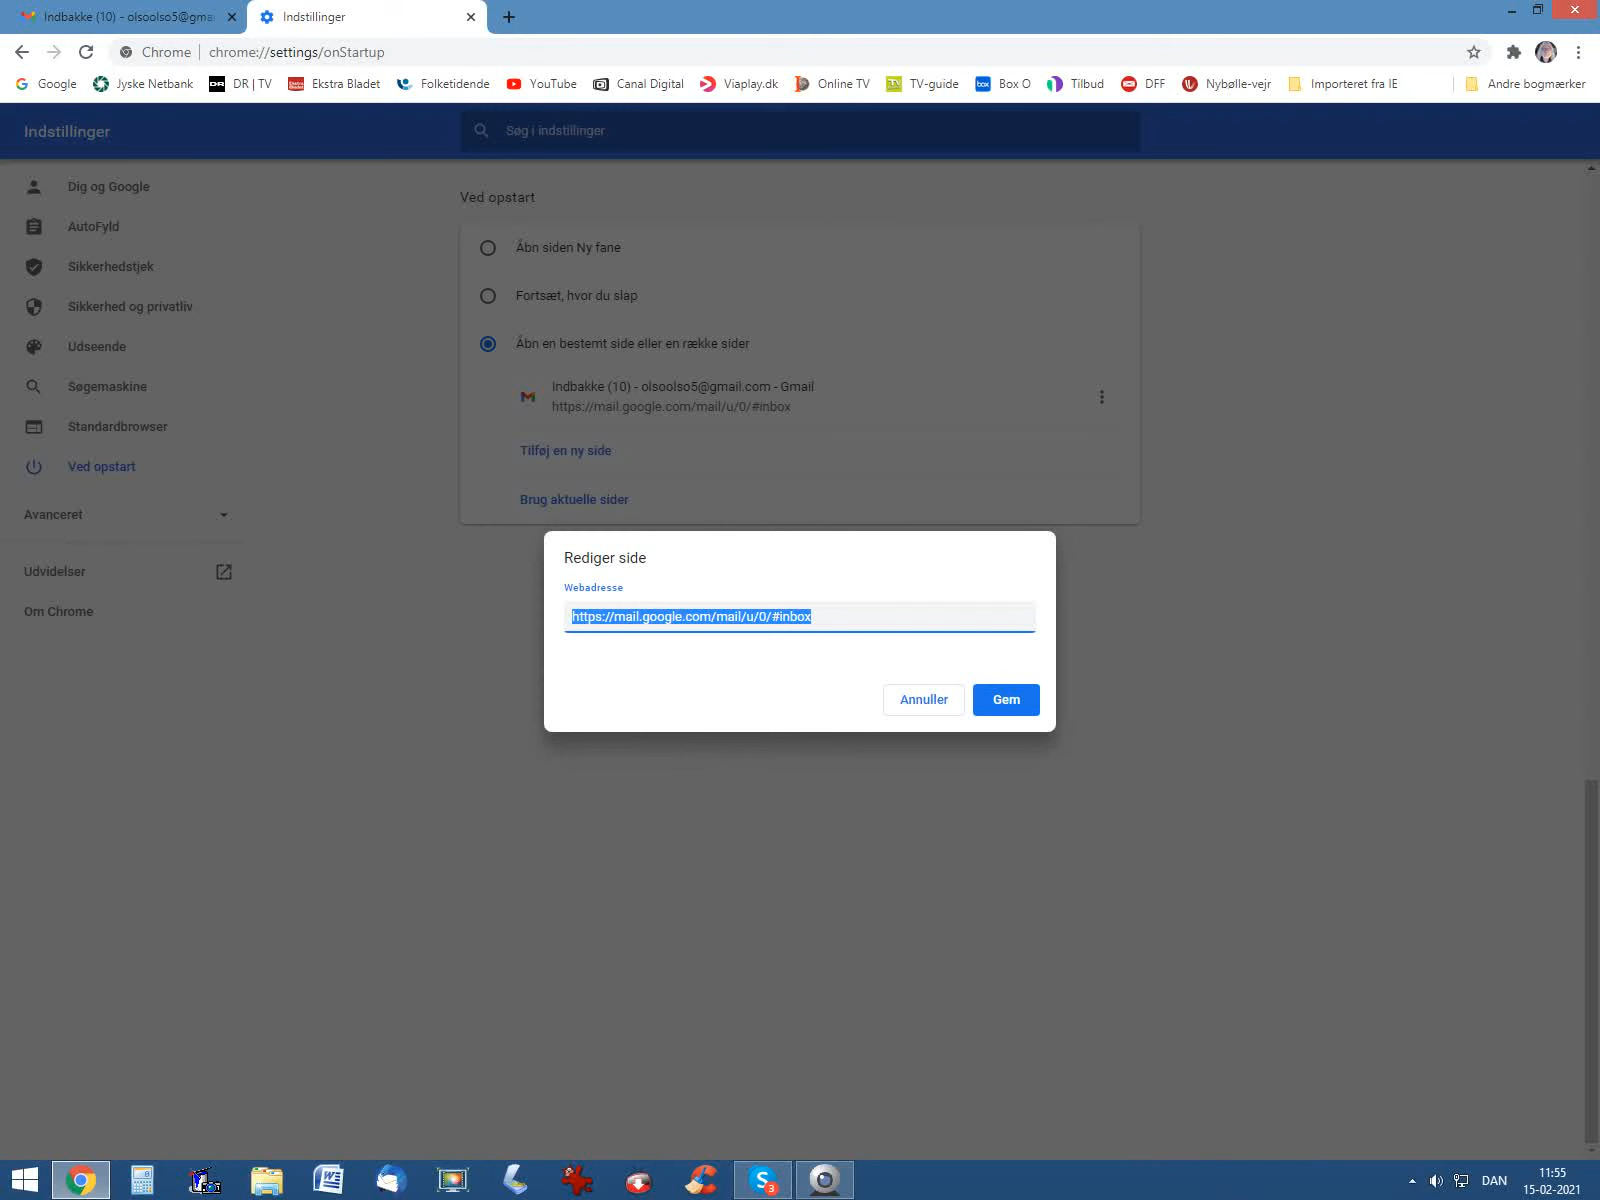 Indbakke (10) - olsoolso5@gma
Indstillinger
Chrome
chrome://settings/onStartup
Google
Jyske Netbank
DR
DR | TV
Ekstra Bladet
Folketidende
YouTube
Canal Digital
Viaplay.dk
Online TV
TV-guide
box
Box O
Tilbud
DFF
Nybølle-vejr
Importeret fra IE
Andre bogmærker
Indstillinger
Søg i indstillinger
Dig og Google
AutoFyld
Sikkerhedstjek
Sikkerhed og privatliv
Udseende
Søgemaskine
Standardbrowser
Ved opstart
Avanceret
Udvidelser
Om Chrome
Ved opstart
Åbn siden Ny fane
Fortsæt, hvor du slap
Åbn en bestemt side eller en række sider
Indbakke (10) - olsoolso5@gmail.com - Gmail
https://mail.google.com/mail/u/0/#inbox
Tilføj en ny side
Brug aktuelle sider
Rediger side
Webadresse
https://mail.google.com/mail/u/0/#inbox
Annuller
Gem
3
DAN
11:55
15-02-2021